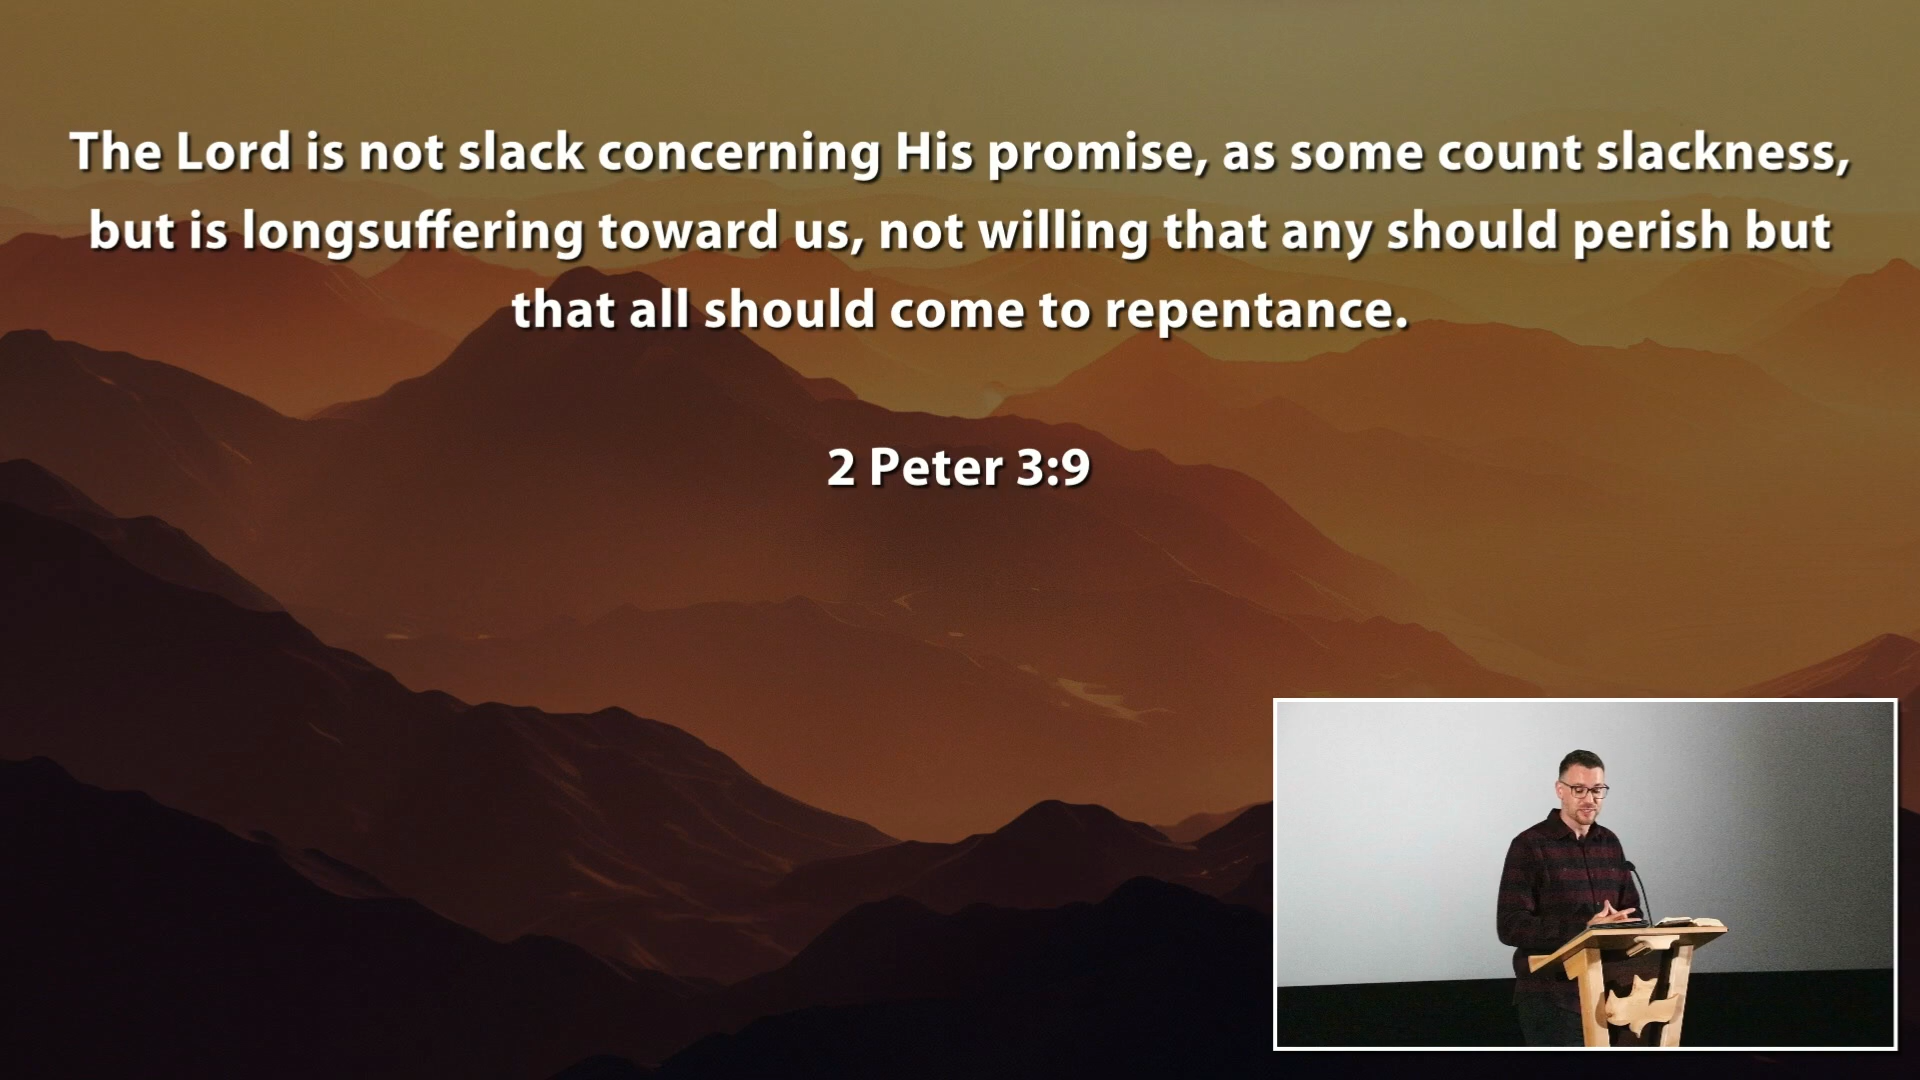 The Lord is not slack concerning His promise, as some count slackness,
but is longsuffering toward us, not willing that any should perish but
that all should come to repentance.
2 Peter 3:9